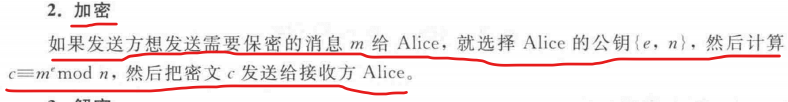 2. 加密
如果发送方想发送需要保密的消息 m 给 Alice，就选择 Alice 的公钥{e，n}，然后计算
c≡mᵉmod n，然后把密文 c 发送给接收方 Alice。